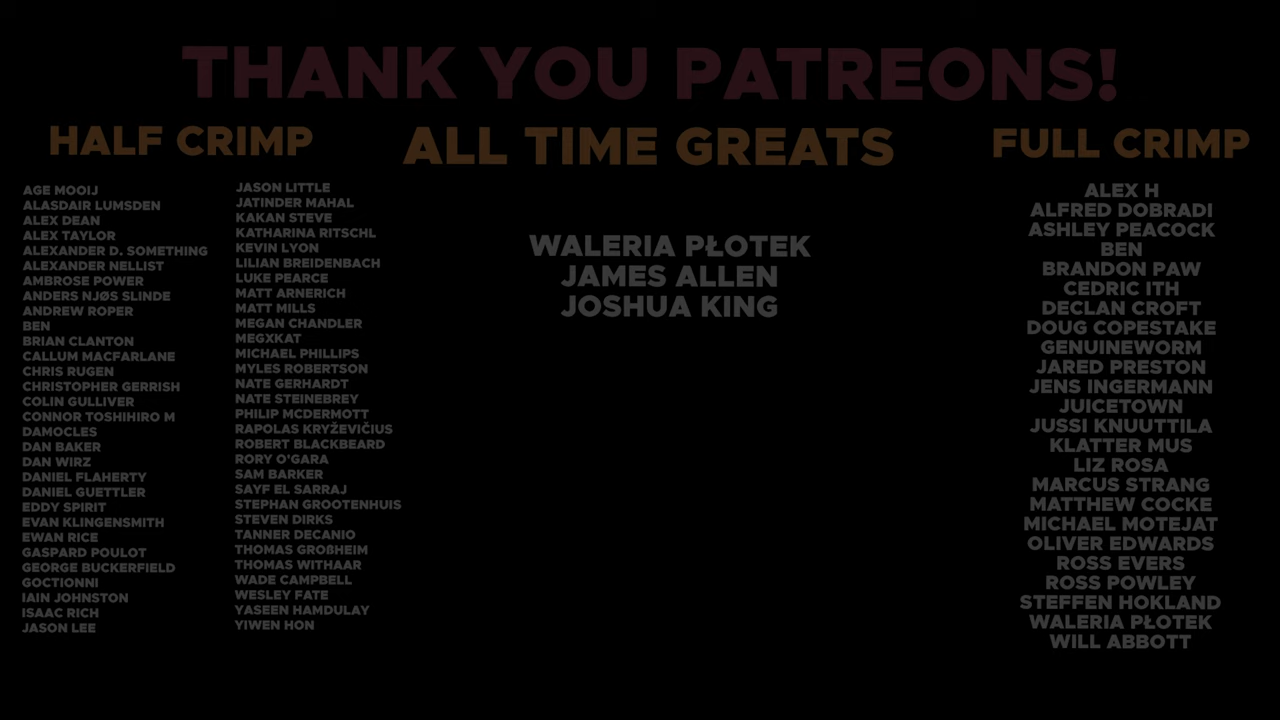 THANK YOU PATREONS!
HALF CRIMP
AGE MOOIJ
ALASDAIR LUMSDEN
ALEX DEAN
ALEX TAYLOR
ALEXANDER D. SOMETHING
ALEXANDER NELLIST
AMBROSE POWER
ANDERS NJØS SLINDE
ANDREW ROPER
BEN
BRIAN CLANTON
CALLUM MACFARLANE
CHRIS RUGEN
CHRISTOPHER GERRISH
COLIN GULLIVER
CONNOR TOSHIHIRO M
DAMOCLES
DAN BAKER
DAN WIRZ
DANIEL FLAHERTY
DANIEL GUETTLER
EDDY SPIRIT
EVAN KLINGENSMITH
EWAN RICE
GASPARD POULOT
GEORGE BUCKERFIELD
GOCTIONNI
IAIN JOHNSTON
ISAAC RICH
JASON LEE
JASON LITTLE
JATINDER MAHAL
KAKAN STEVE
KATHARINA RITSCHL
KEVIN LYON
LILIAN BREIDENBACH
LUKE PEARCE
MATT ARNERICH
MATT MILLS
MEGAN CHANDLER
MEGXKAT
MICHAEL PHILLIPS
MYLES ROBERTSON
NATE GERHARDT
NATE STEINEBREY
PHILIP MCDERMOTT
RAPOLAS KRYŽEVIČIUS
ROBERT BLACKBEARD
RORY O'GARA
SAM BARKER
SAYF EL SARRAJ
STEPHAN GROOTENHUIS
STEVEN DIRKS
TANNER DECANIO
THOMAS GROßHEIM
THOMAS WITHAAR
WADE CAMPBELL
WESLEY FATE
YASEEN HAMDULAY
YIWEN HON
ALL TIME GREATS
WALERIA PŁOTEK
JAMES ALLEN
JOSHUA KING
FULL CRIMP
ALEX H
ALFRED DOBRADI
ASHLEY PEACOCK
BEN
BRANDON PAW
CEDRIC ITH
DECLAN CROFT
DOUG COPESTAKE
GENUINEWORM
JARED PRESTON
JENS INGERMANN
JUICETOWN
JUSSI KNUUTTILA
KLATTER MUS
LIZ ROSA
MARCUS STRANG
MATTHEW COCKE
MICHAEL MOTEJAT
OLIVER EDWARDS
ROSS EVERS
ROSS POWLEY
STEFFEN HOKLAND
WALERIA PŁOTEK
WILL ABBOTT